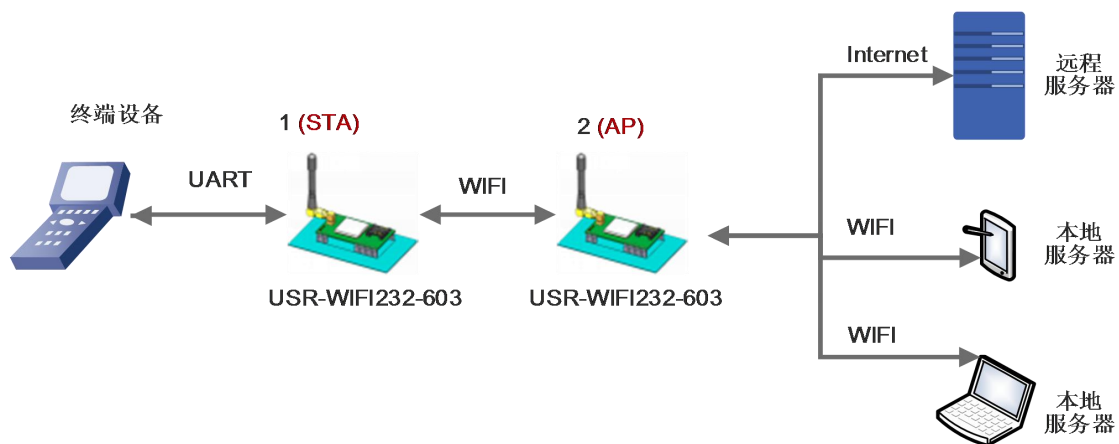 终端设备
UART
1 (STA)
USR-WIFI232-603
WIFI
2 (AP)
USR-WIFI232-603
Internet
远程
服务器
WIFI
本地
服务器
WIFI
本地
服务器